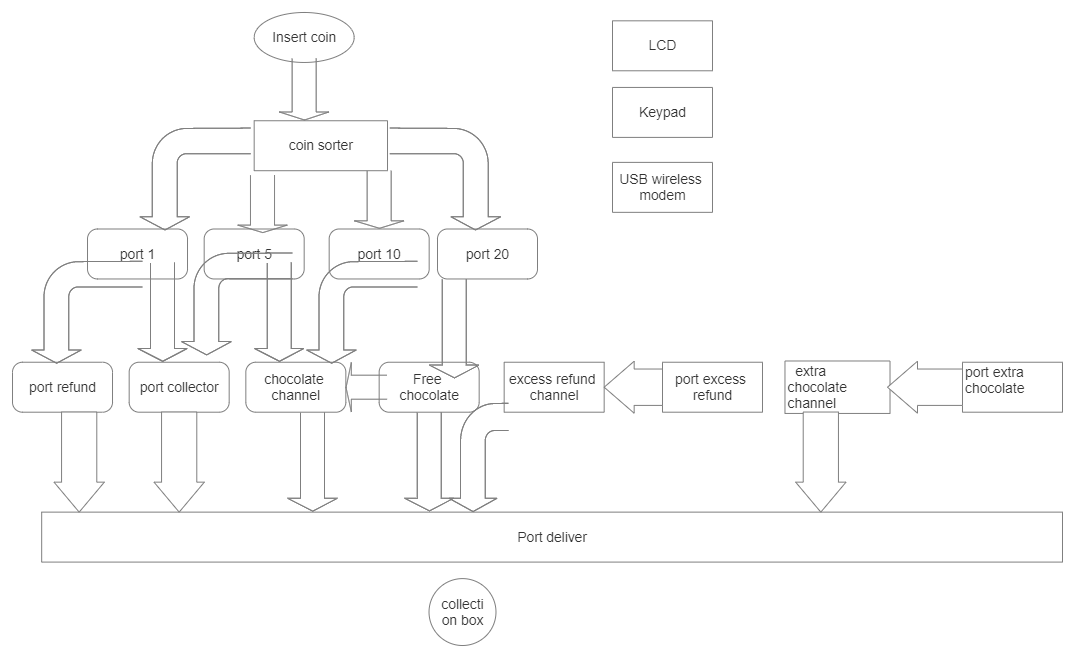 Insert coin
LCD
Keypad
coin sorter
USB wireless
modem
port 1
port 5
port 10
port 20
port refund
port collector
chocolate
channel
Free
chocolate
excess refund
channel
port excess
refund
extra
chocolate
channel
port extra
chocolate
Port deliver
collecti
on box